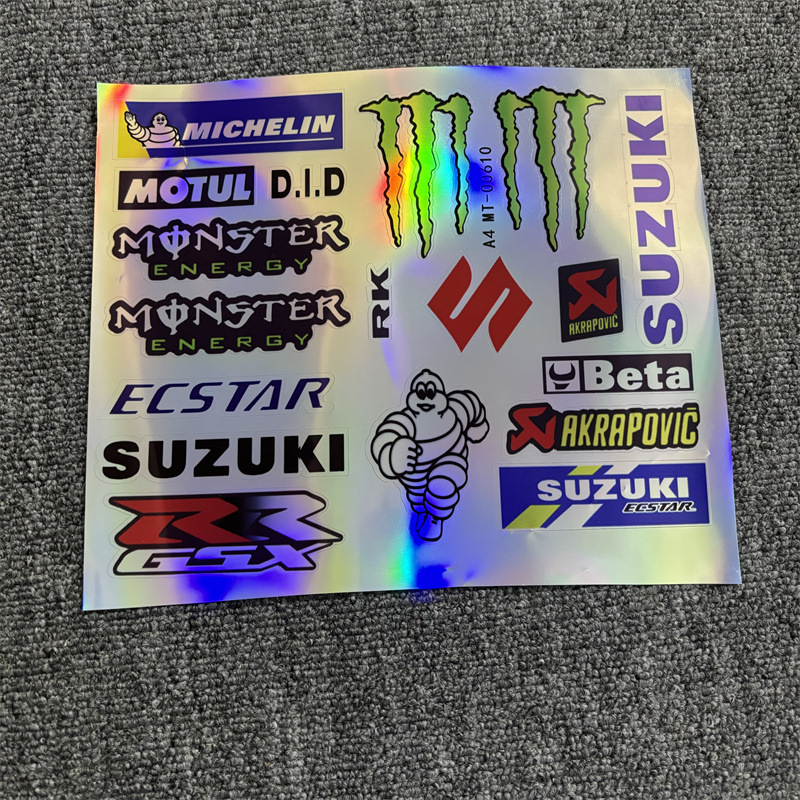 MICHELIN
MOTUL D.I.D
MONSTER
ENERGY
MONSTER
ENERGY
ECSTAR
SUZUKI
RR
GSX
A4 MT-00610
RK
AKRAPOVIČ
SUZUKI
Beta
AKRAPOVIČ
SUZUKI
ECSTAR